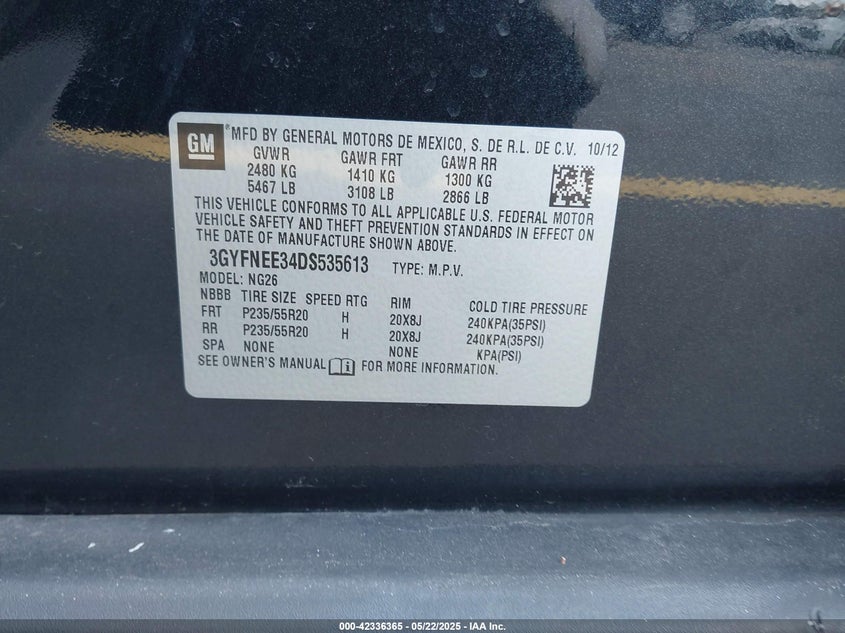 GM ® MFD BY GENERAL MOTORS DE MEXICO, S. DE R.L. DE C.V. 10/12
GVWR GAWR FRT GAWR RR
2480 KG 1410 KG 1300 KG
5467 LB 3108 LB 2866 LB
THIS VEHICLE CONFORMS TO ALL APPLICABLE U.S. FEDERAL MOTOR
VEHICLE SAFETY AND THEFT PREVENTION STANDARDS IN EFFECT ON
THE DATE OF MANUFACTURE SHOWN ABOVE.
3GYFNEE34DS535613 TYPE: M.P.V.
MODEL: NG26
NBBB TIRE SIZE SPEED RTG RIM COLD TIRE PRESSURE
FRT P235/55R20 H 20X8J 240KPA(35PSI)
RR P235/55R20 H 20X8J 240KPA(35PSI)
SPA NONE NONE KPA(PSI)
SEE OWNER'S MANUAL FOR MORE INFORMATION.
000-42336365 - 05/22/2025 - IAA Inc.